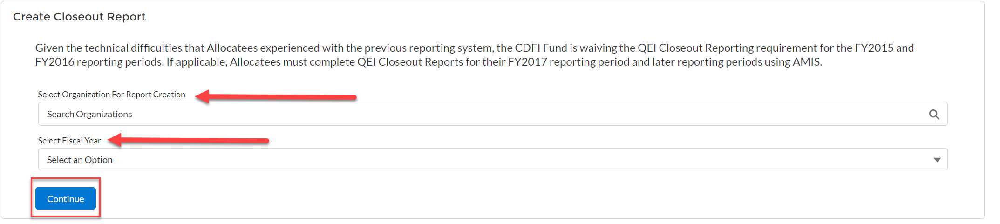 Create Closeout Report
Given the technical difficulties that Allocatees experienced with the previous reporting system, the CDFI Fund is waiving the QEI Closeout Reporting requirement for the FY2015 and
FY2016 reporting periods. If applicable, Allocatees must complete QEI Closeout Reports for their FY2017 reporting period and later reporting periods using AMIS.
Select Organization For Report Creation
Search Organizations
Select Fiscal Year
Select an Option
Continue